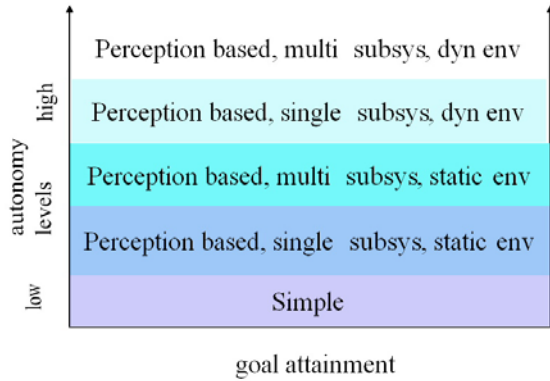 Perception based, multi subsys, dyn env
Perception based, single subsys, dyn env
Perception based, multi subsys, static env
Perception based, single subsys, static env
Simple
high
autonomy
levels
low
goal attainment